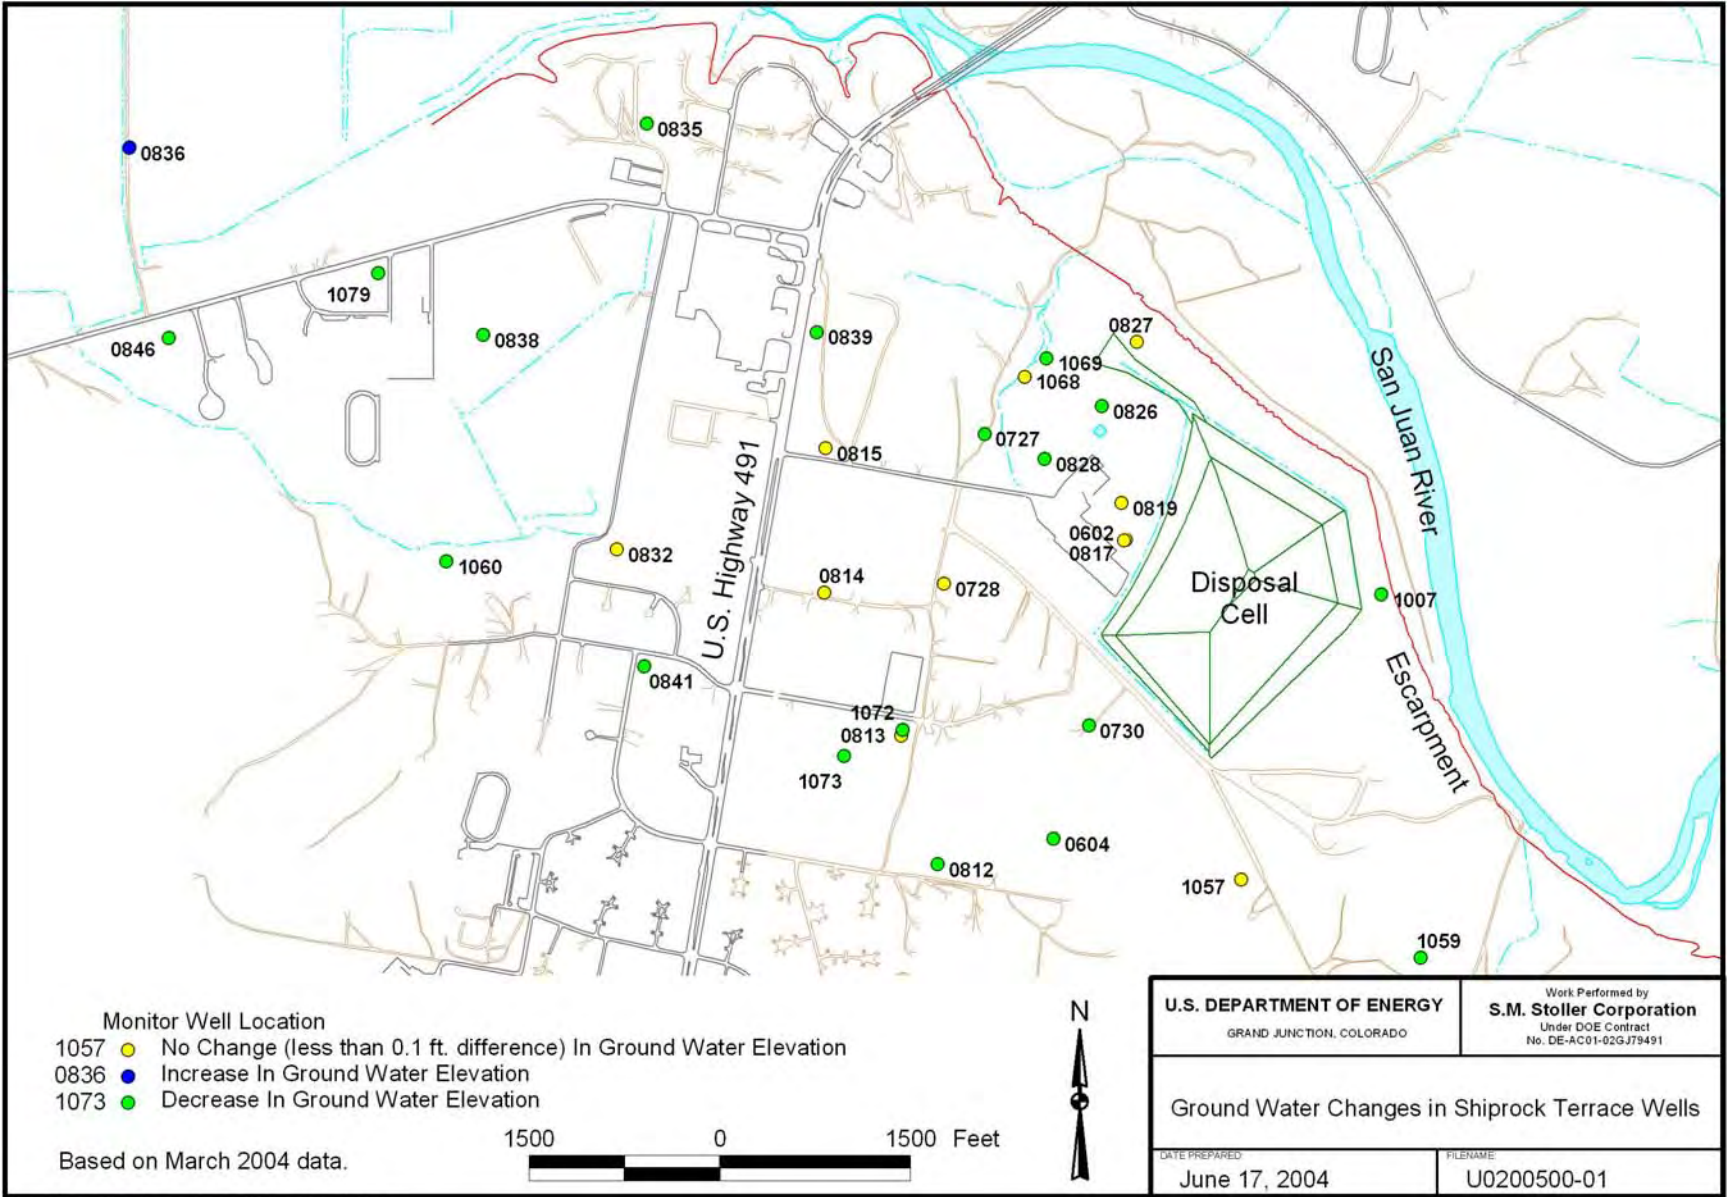 0835
0836
1079
0846
0838
0839
0827
1069
1068
0826
0727
0828
0815
San Juan River
U.S. Highway 491
0819
0602
0817
0832
1060
0814
0728
Disposal
Cell
1007
Escarpment
0841
1072
0813
0730
1073
0604
0812
1057
1059
Monitor Well Location
1057 No Change (less than 0.1 ft. difference) In Ground Water Elevation
0836 Increase In Ground Water Elevation
1073 Decrease In Ground Water Elevation
Based on March 2004 data.
1500 0 1500 Feet
N
U.S. DEPARTMENT OF ENERGY
GRAND JUNCTION, COLORADO
Work Performed by
S.M. Stoller Corporation
Under DOE Contract
No. DE-AC01-02GJ79491
Ground Water Changes in Shiprock Terrace Wells
DATE PREPARED:
June 17, 2004
FILENAME:
U0200500-01